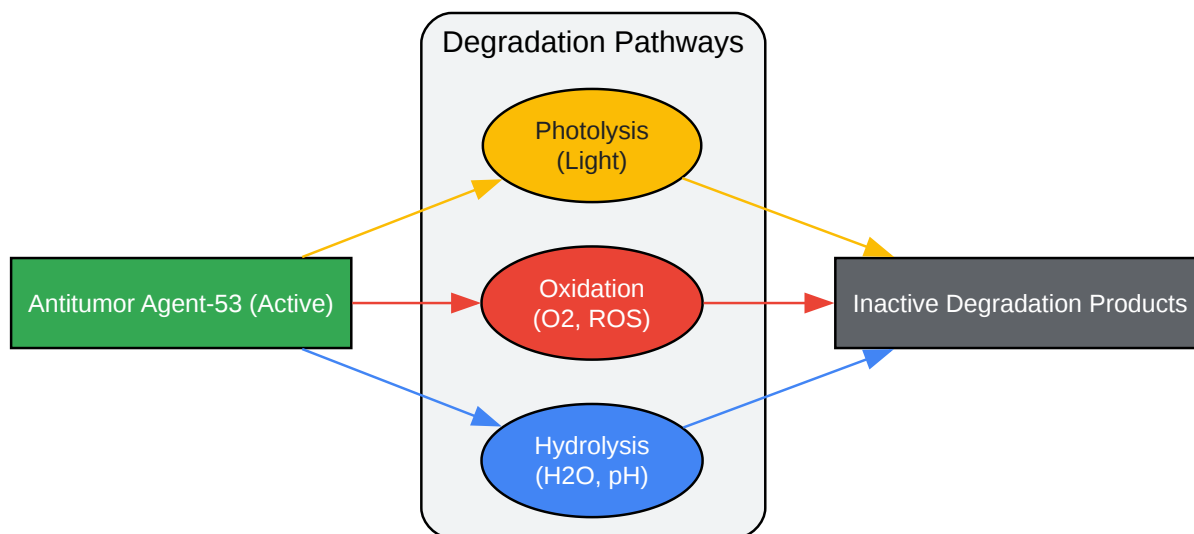 Degradation Pathways
Photolysis
(Light)
Antitumor Agent-53 (Active)
Oxidation
(O2, ROS)
Inactive Degradation Products
Hydrolysis
(H2O, pH)